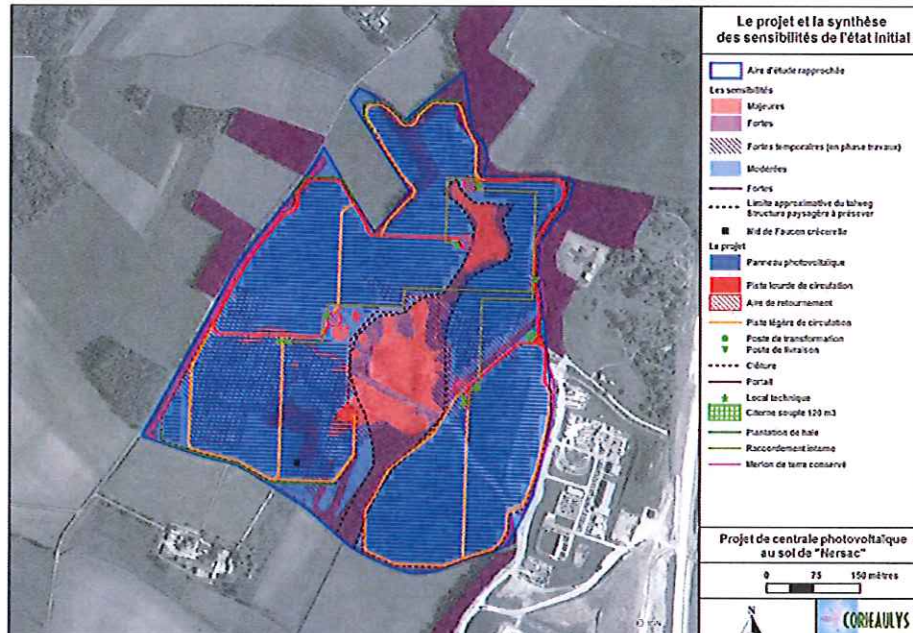 Le projet et la synthèse
des sensibilités de l'état initial
Aire d'étude rapprochée
Les sensibilités
Majeures
Fortes
Fortes temporaires (en phase travaux)
Modérées
Fortes
Limite approximative du talweg
Structure paysagère à préserver
Nid de Faucon crécerelle
Le projet
Panneau photovoltaïque
Piste lourde de circulation
Aire de retournement
Piste légère de circulation
Poste de transformation
Poste de livraison
Clôture
Portail
Local technique
Citerne souple 120 m3
Plantation de haie
Raccordement interne
Merlon de terre conservé
Projet de centrale photovoltaïque
au sol de "Nersac"
0 75 150 mètres
N
CORIEAULYS